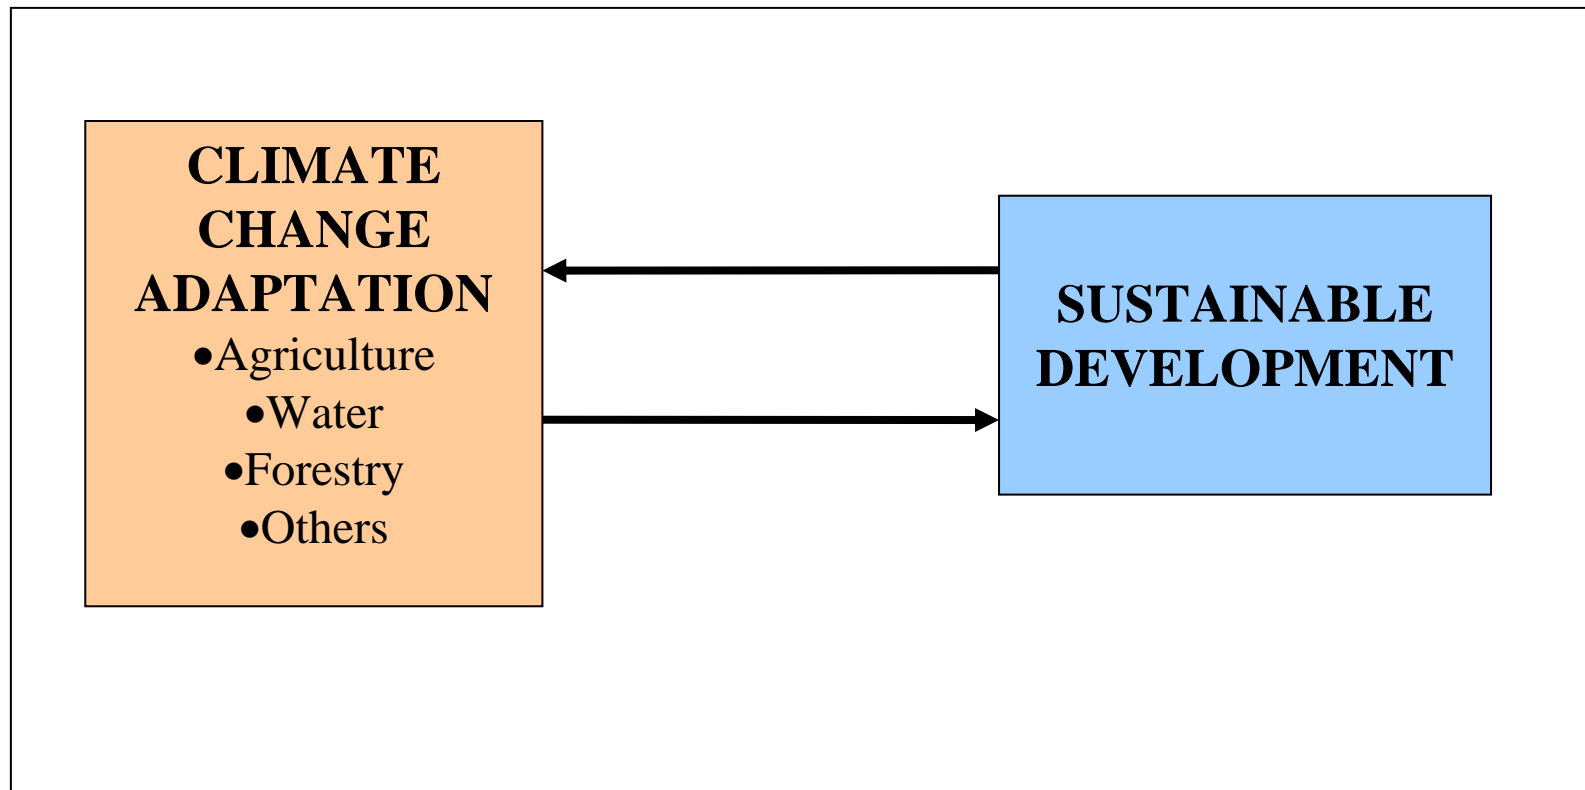 CLIMATE
CHANGE
ADAPTATION
•Agriculture
•Water
•Forestry
•Others
SUSTAINABLE
DEVELOPMENT